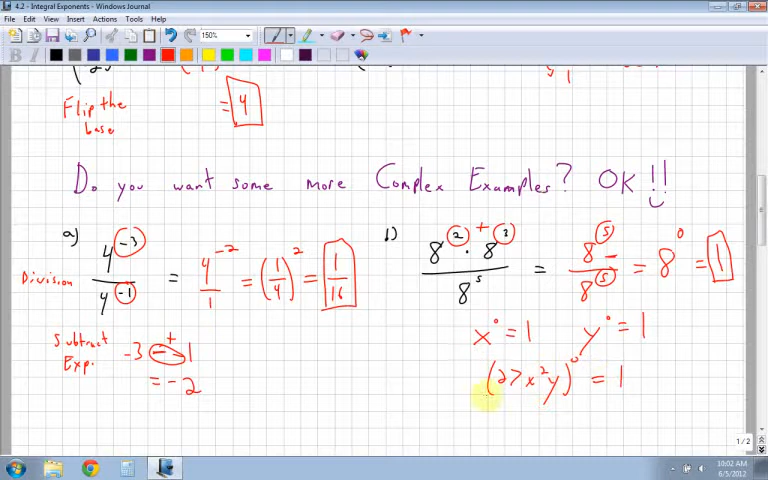 4.2 - Integral Exponents - Windows Journal
File Edit View Insert Actions Tools Help
150%
B I
Flip the base
= 4
Do you want some more Complex Examples? OK!!
a) 4^-3 / 4^-1 = 4^-2 / 1 = (1/4)^2 = 1/16
Division
Subtract Exp.
-3 - -1
+
= -2
b) 8^2 + · 8^3 / 8^5 = 8^5 - / 8^5 = 8^0 = 1
x^0 = 1 y^0 = 1
(27x^2y)^0 = 1
1 / 2
10:02 AM
6/5/2012